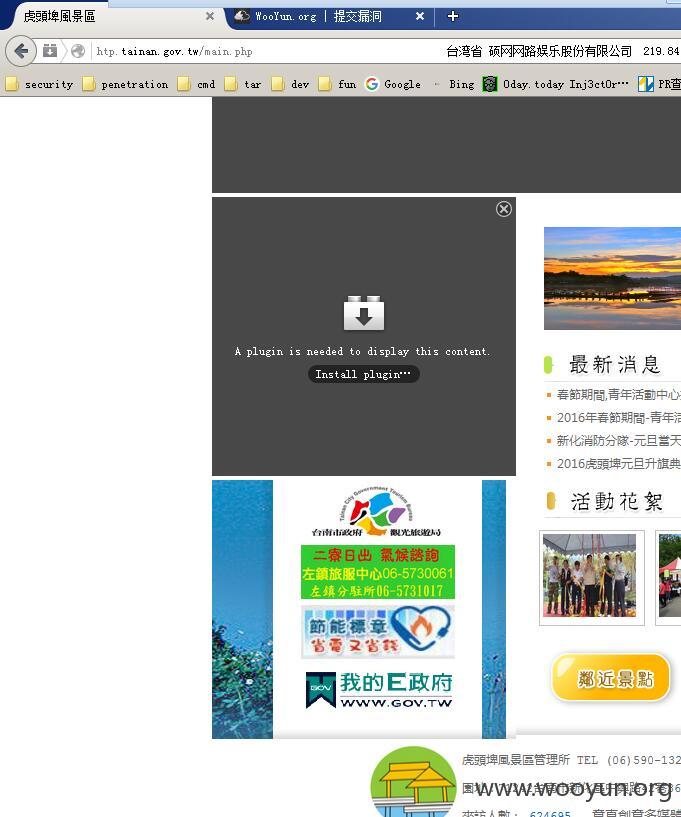 虎頭埤風景區
WooYun.org | 提交漏洞
htp.tainan.gov.tw/main.php
台湾省 硕网网路娱乐股份有限公司 219.84
security penetration cmd tar dev fun Google Bing 0day.today Inj3ct0r… PR查
A plugin is needed to display this content.
Install plugin…
最新消息
春節期間,青年活動中心
2016年春節期間-青年活
新化消防分隊-元旦當天
2016虎頭埤元旦升旗典
活動花絮
Tainan City Government Tourism Bureau
台南市政府 觀光旅遊局
二寮日出 氣候諮詢
左鎮旅服中心06-5730061
左鎮分駐所06-5731017
節能標章
省電又省錢
GOV 我的E政府
WWW.GOV.TW
鄰近景點
虎頭埤風景區管理所 TEL (06)590-132
www.wooyun.org
來訪人數： 624695
意真創意多媒體